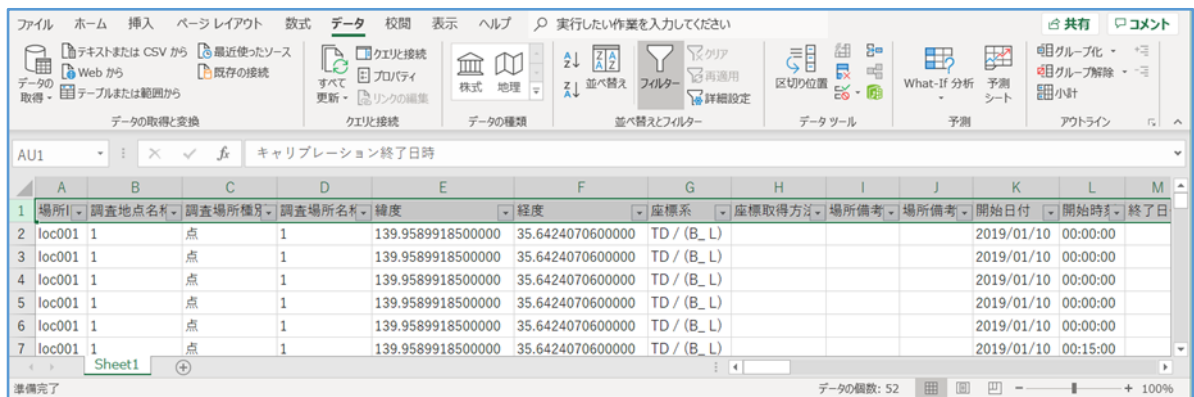 ファイル ホーム 挿入 ページ レイアウト 数式 データ 校閲 表示 ヘルプ 実行したい作業を入力してください 共有 コメント
データの取得
テキストまたは CSV から
Web から
テーブルまたは範囲から
最近使ったソース
既存の接続
データの取得と変換
すべて更新
クエリと接続
プロパティ
リンクの編集
クエリと接続
株式 地理
データの種類
並べ替え フィルター
クリア
再適用
詳細設定
並べ替えとフィルター
区切り位置
データ ツール
What-If 分析 予測シート
予測
グループ化
グループ解除
小計
アウトライン
AU1 fx キャリブレーション終了日時
A B C D E F G H I J K L M
1 場所I 調査地点名 調査場所種別 調査場所名 緯度 経度 座標系 座標取得方法 場所備考 場所備考 開始日付 開始時刻 終了日
2 loc001 1 点 1 139.9589918500000 35.6424070600000 TD / (B_ L) 2019/01/10 00:00:00
3 loc001 1 点 1 139.9589918500000 35.6424070600000 TD / (B_ L) 2019/01/10 00:00:00
4 loc001 1 点 1 139.9589918500000 35.6424070600000 TD / (B_ L) 2019/01/10 00:00:00
5 loc001 1 点 1 139.9589918500000 35.6424070600000 TD / (B_ L) 2019/01/10 00:00:00
6 loc001 1 点 1 139.9589918500000 35.6424070600000 TD / (B_ L) 2019/01/10 00:00:00
7 loc001 1 点 1 139.9589918500000 35.6424070600000 TD / (B_ L) 2019/01/10 00:15:00
Sheet1
準備完了 データの個数: 52 100%